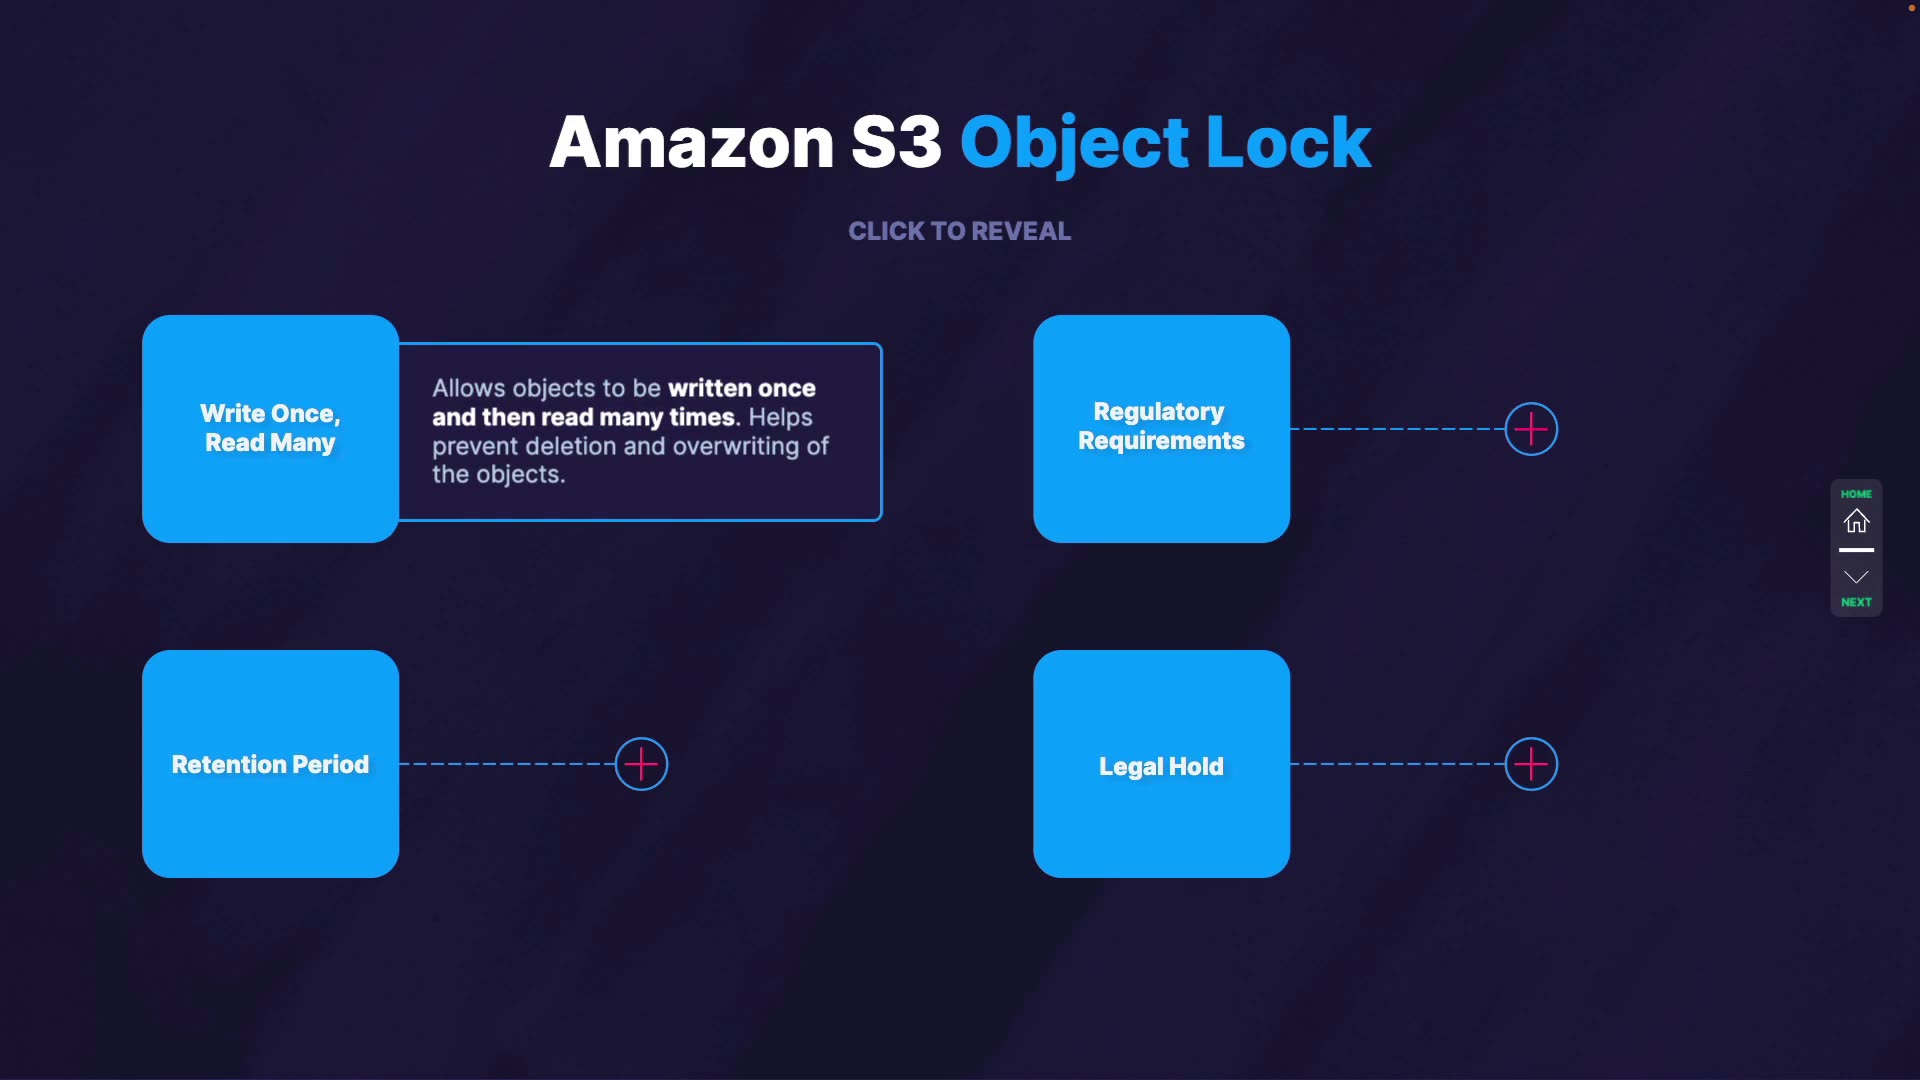 Amazon S3 Object Lock
CLICK TO REVEAL
Write Once,
Read Many
Allows objects to be written once
and then read many times. Helps
prevent deletion and overwriting of
the objects.
Regulatory
Requirements
HOME
NEXT
Retention Period
Legal Hold